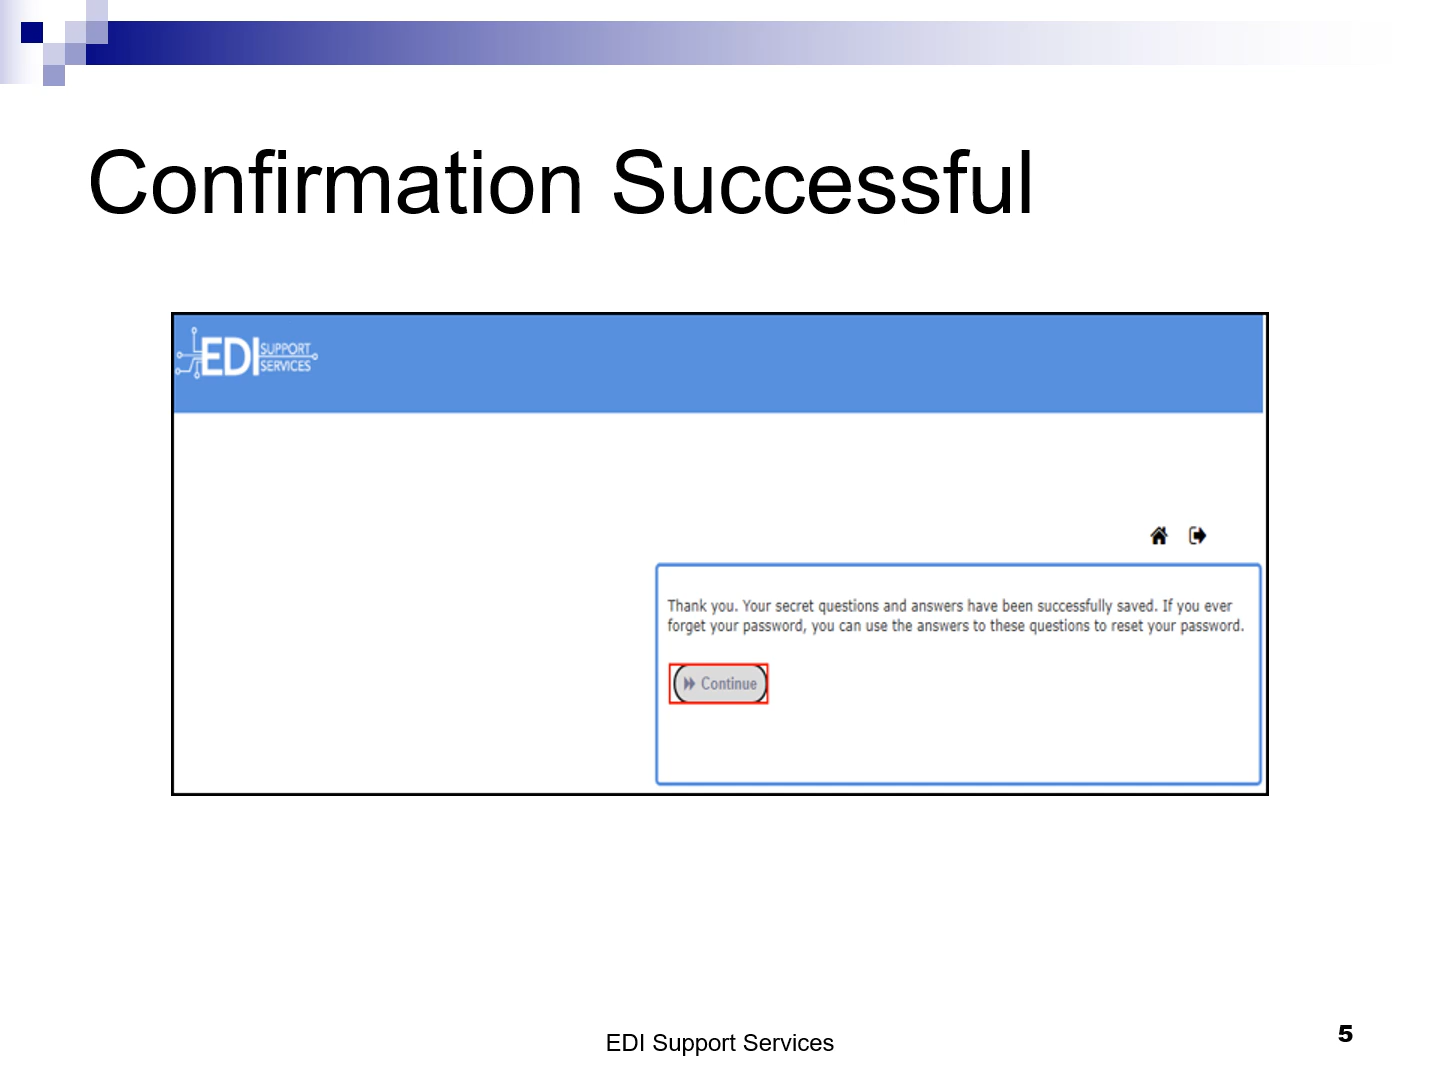 Confirmation Successful
EDI SUPPORT
SERVICES
Thank you. Your secret questions and answers have been successfully saved. If you ever
forget your password, you can use the answers to these questions to reset your password.
Continue
EDI Support Services
5